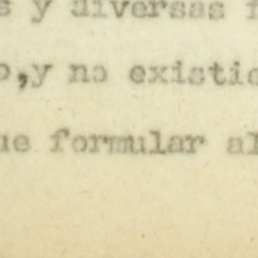 s y diversas
o,y no existi
ue formular al